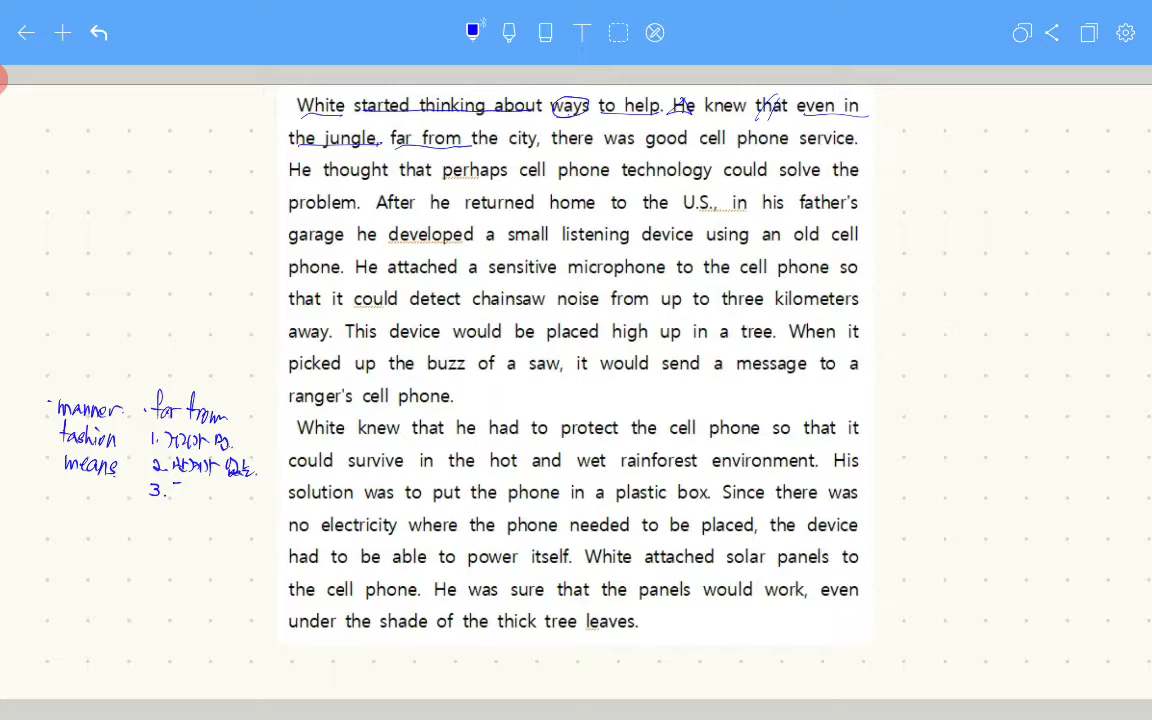 White started thinking about ways to help. He knew that even in
the jungle, far from the city, there was good cell phone service.
He thought that perhaps cell phone technology could solve the
problem. After he returned home to the U.S., in his father's
garage he developed a small listening device using an old cell
phone. He attached a sensitive microphone to the cell phone so
that it could detect chainsaw noise from up to three kilometers
away. This device would be placed high up in a tree. When it
picked up the buzz of a saw, it would send a message to a
ranger's cell phone.
White knew that he had to protect the cell phone so that it
could survive in the hot and wet rainforest environment. His
solution was to put the phone in a plastic box. Since there was
no electricity where the phone needed to be placed, the device
had to be able to power itself. White attached solar panels to
the cell phone. He was sure that the panels would work, even
under the shade of the thick tree leaves.
· manner
fashion
means
· far from
1. 거리가
2.
3.